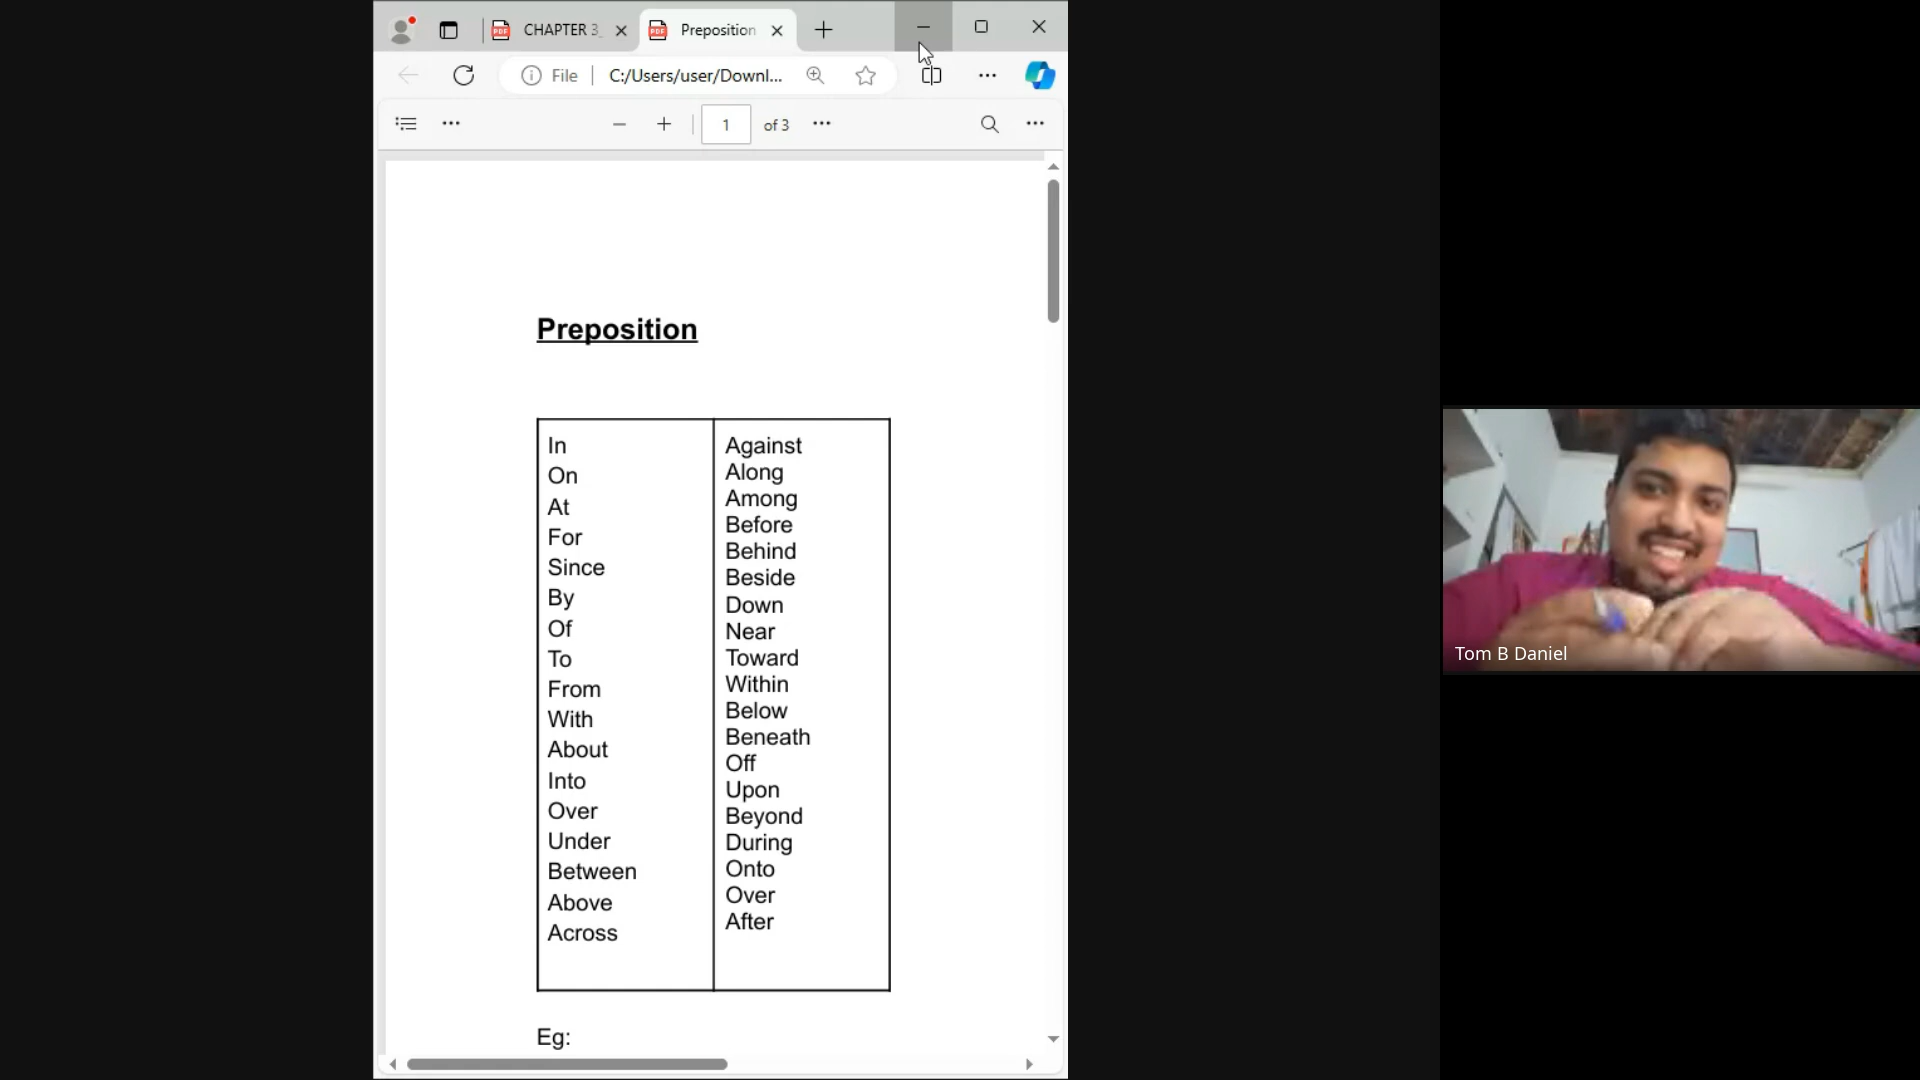 CHAPTER 3
Preposition
File
C:/Users/user/Downl...
1 of 3
Preposition
In
On
At
For
Since
By
Of
To
From
With
About
Into
Over
Under
Between
Above
Across
Against
Along
Among
Before
Behind
Beside
Down
Near
Toward
Within
Below
Beneath
Off
Upon
Beyond
During
Onto
Over
After
Eg:
Tom B Daniel